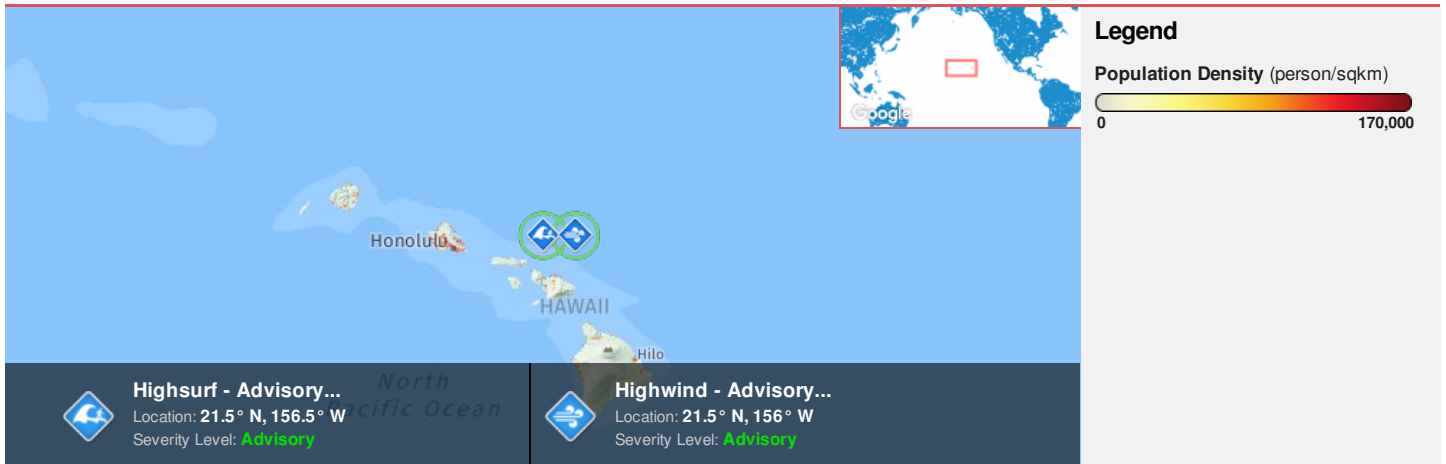 Google
Legend
Population Density (person/sqkm)
0
170,000
Honolulu
HAWAII
Hilo
North
Pacific Ocean
Highsurf - Advisory...
Location: 21.5° N, 156.5° W
Severity Level: Advisory
Highwind - Advisory...
Location: 21.5° N, 156° W
Severity Level: Advisory